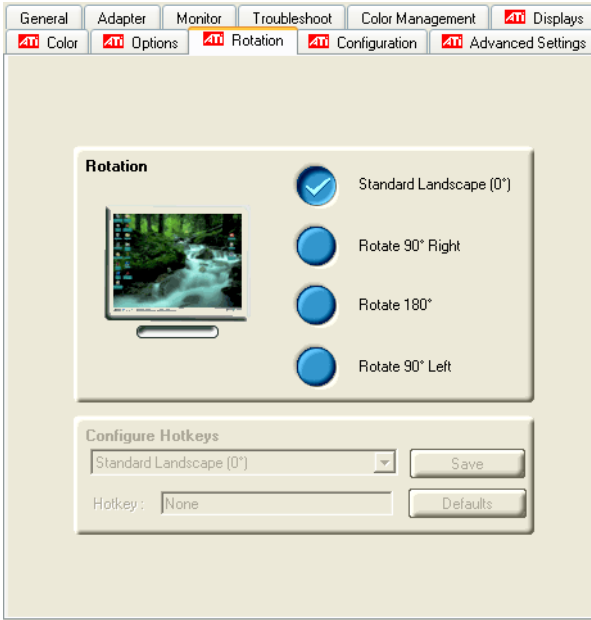 General Adapter Monitor Troubleshoot Color Management ATI Displays
ATI Color ATI Options ATI Rotation ATI Configuration ATI Advanced Settings
Rotation
Standard Landscape (0°)
Rotate 90° Right
Rotate 180°
Rotate 90° Left
Configure Hotkeys
Standard Landscape (0°) Save
Hotkey : None Defaults